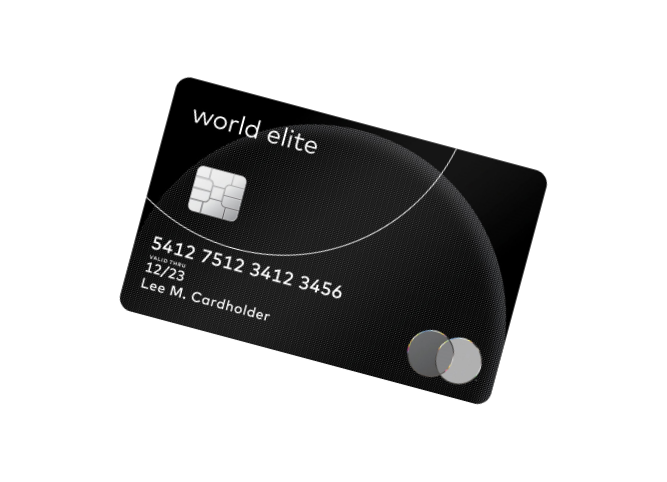 world elite
5412 7512 3412 3456
VALID THRU
12/23
Lee M. Cardholder